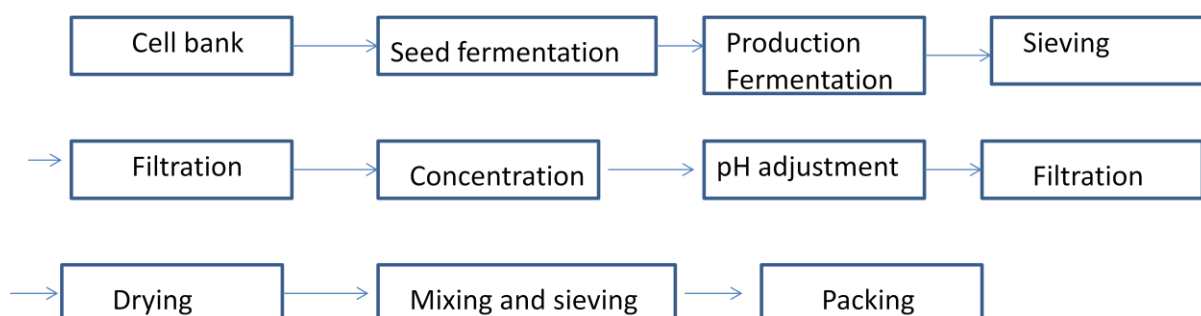 Cell bank
Seed fermentation
Production
Fermentation
Sieving
Filtration
Concentration
pH adjustment
Filtration
Drying
Mixing and sieving
Packing